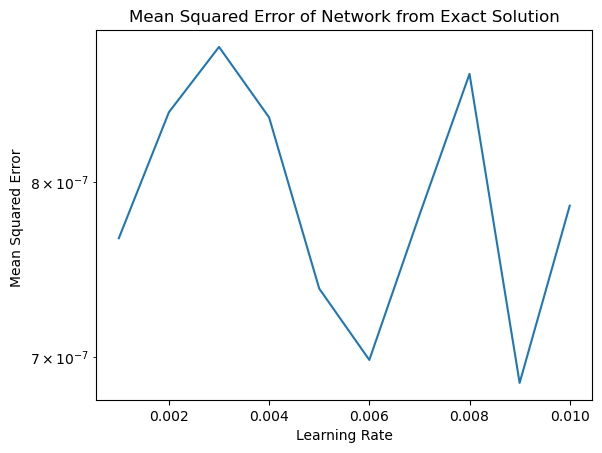 Mean Squared Error of Network from Exact Solution
Mean Squared Error
8 × 10⁻⁷
7 × 10⁻⁷
0.002 0.004 0.006 0.008 0.010
Learning Rate